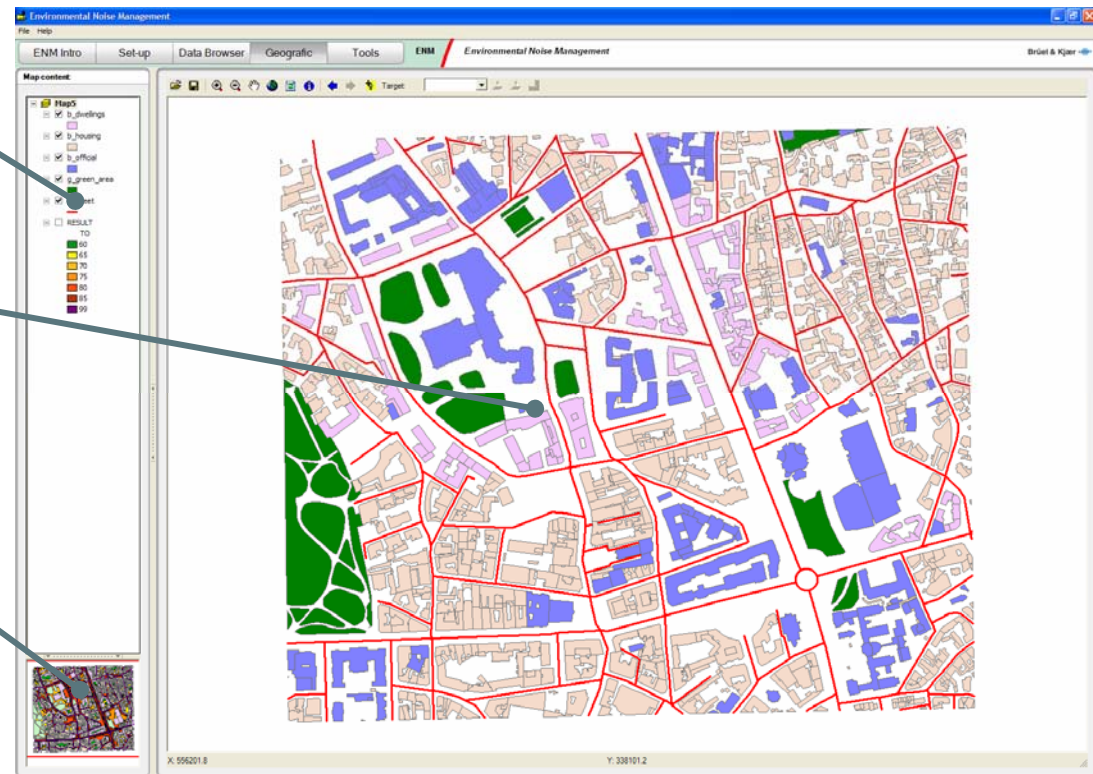 Environmental Noise Management
File Help
ENM Intro Set-up Data Browser Geografic Tools ENM Environmental Noise Management Brüel & Kjær
Map content:
Target:
Map5
b_dwellings
b_housing
b_official
g_green_area
RESULT
TO
60
65
70
75
80
85
99
X: 556201.8 Y: 338101.2